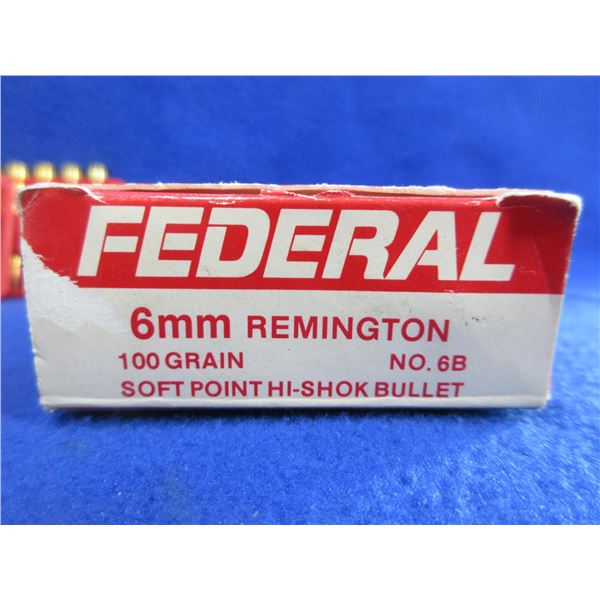 FEDERAL
6mm REMINGTON
100 GRAIN NO. 6B
SOFT POINT HI-SHOK BULLET